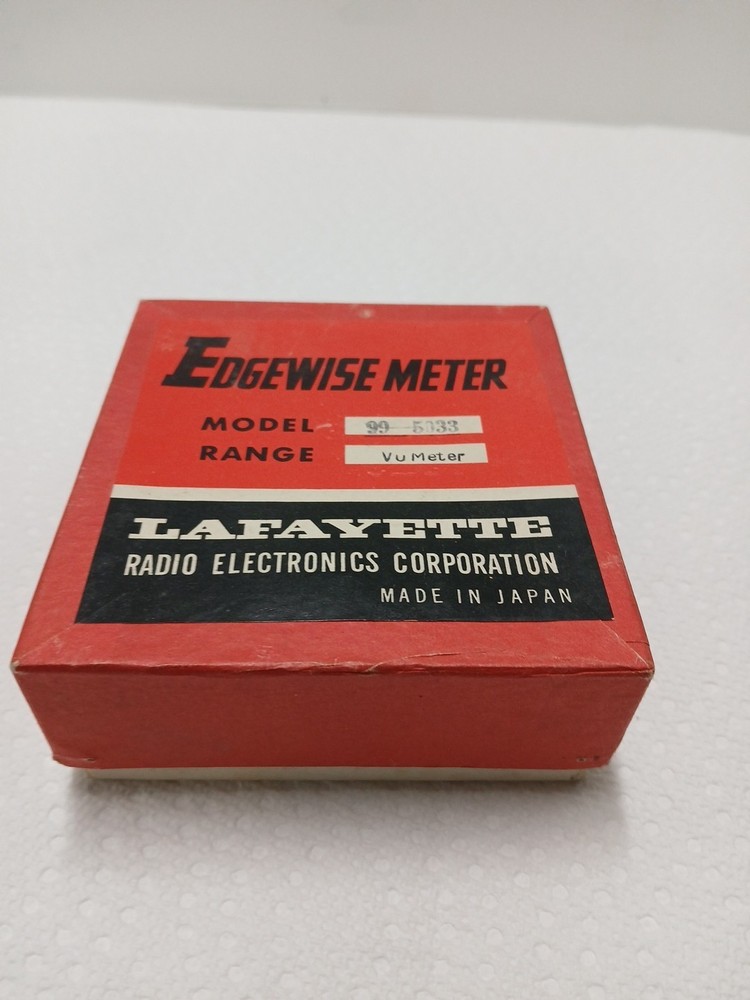 EDGEWISE METER
MODEL 99 5033
RANGE VU Meter
LAFAYETTE
RADIO ELECTRONICS CORPORATION
MADE IN JAPAN